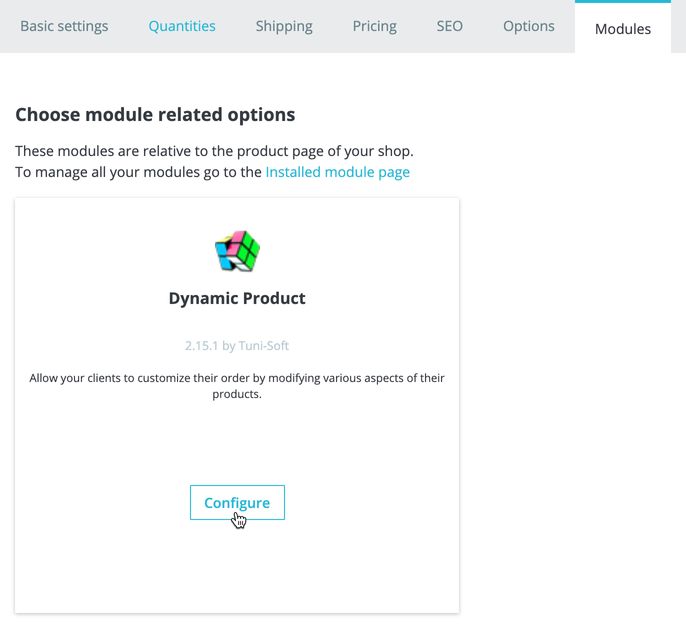 Basic settings Quantities Shipping Pricing SEO Options Modules
Choose module related options
These modules are relative to the product page of your shop.
To manage all your modules go to the Installed module page
Dynamic Product
2.15.1 by Tuni-Soft
Allow your clients to customize their order by modifying various aspects of their
products.
Configure